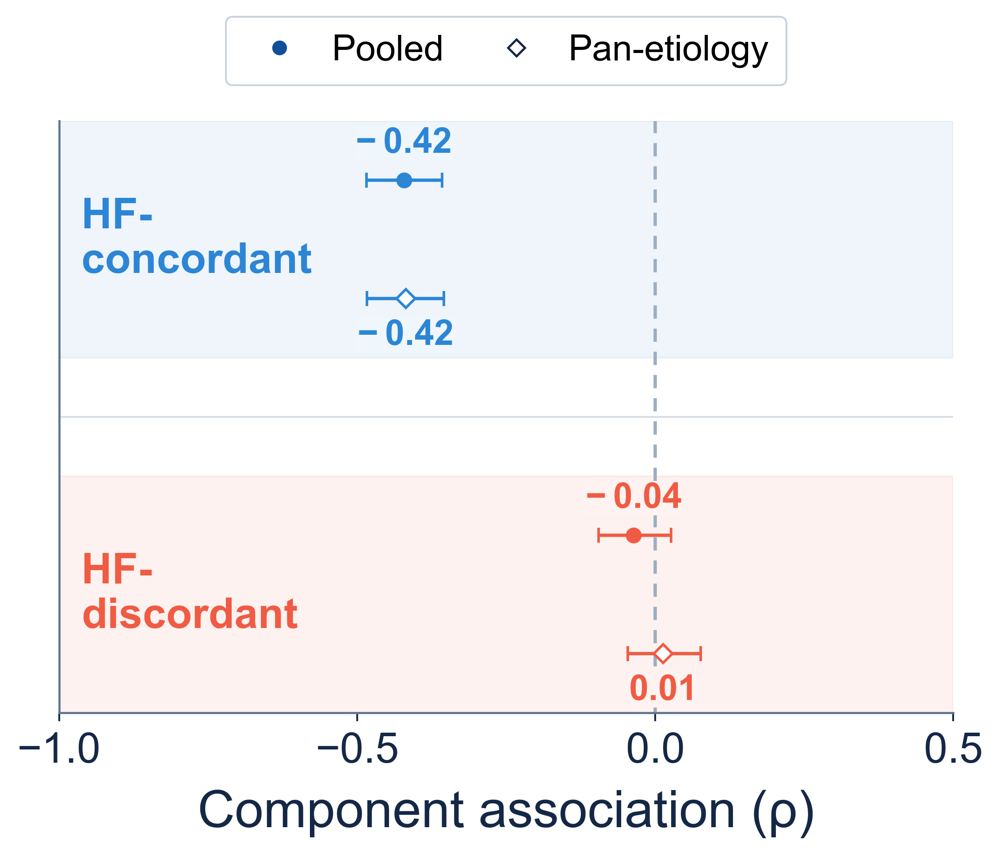 Pooled Pan-etiology
− 0.42
HF-
concordant
− 0.42
− 0.04
HF-
discordant
0.01
−1.0 −0.5 0.0 0.5
Component association (ρ)